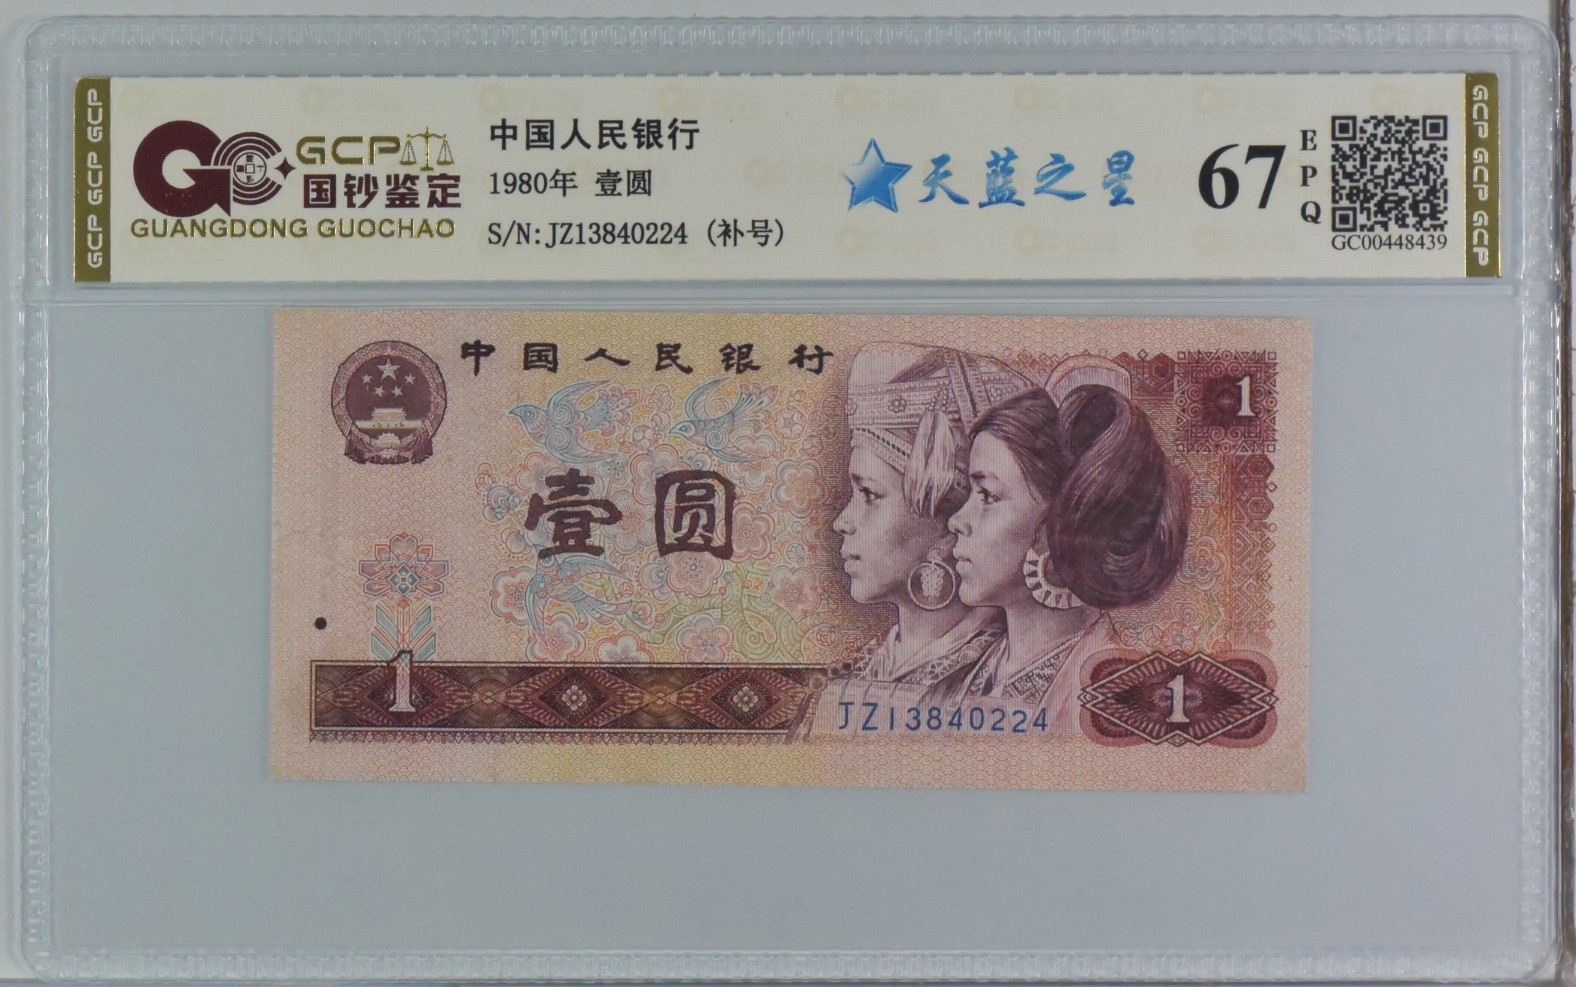 GCP GCP GCP
GCP
国钞鉴定
GUANGDONG GUOCHAO
中国人民银行
1980年 壹圆
S/N:JZ13840224 (补号)
天蓝之星
67
EPQ
GC00448439
GCP GCP GCP
中国人民银行
1
壹圆
1
JZ13840224
1